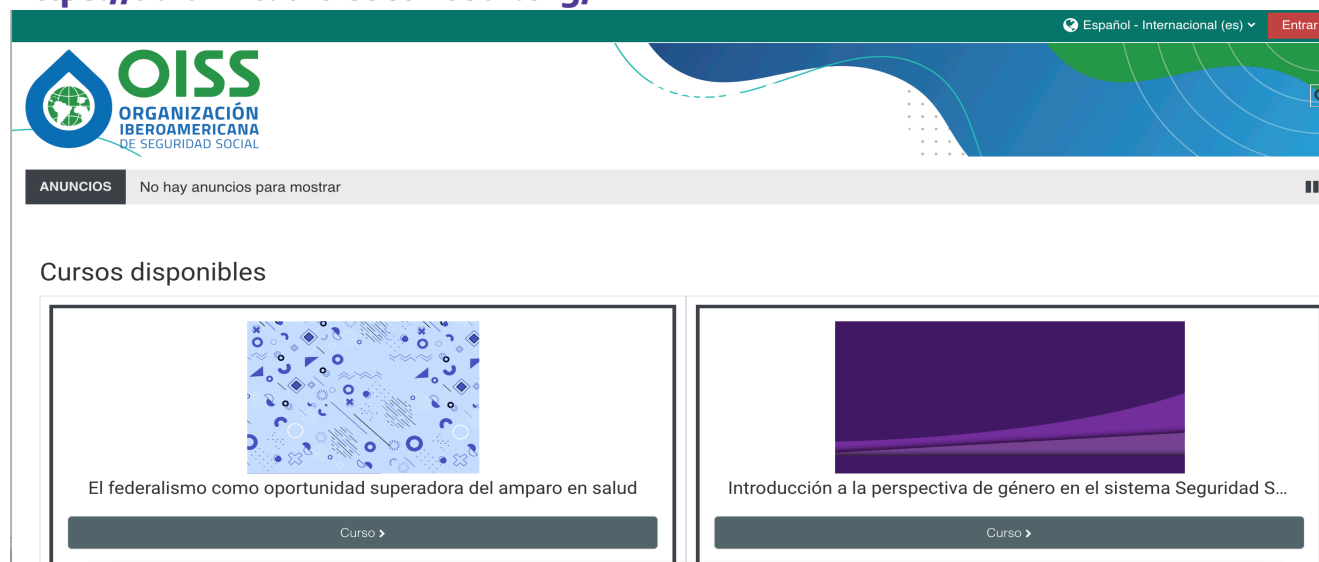 Español - Internacional (es)
Entrar
OISS
ORGANIZACIÓN
IBEROAMERICANA
DE SEGURIDAD SOCIAL
ANUNCIOS
No hay anuncios para mostrar
Cursos disponibles
El federalismo como oportunidad superadora del amparo en salud
Introducción a la perspectiva de género en el sistema Seguridad S...
Curso
Curso